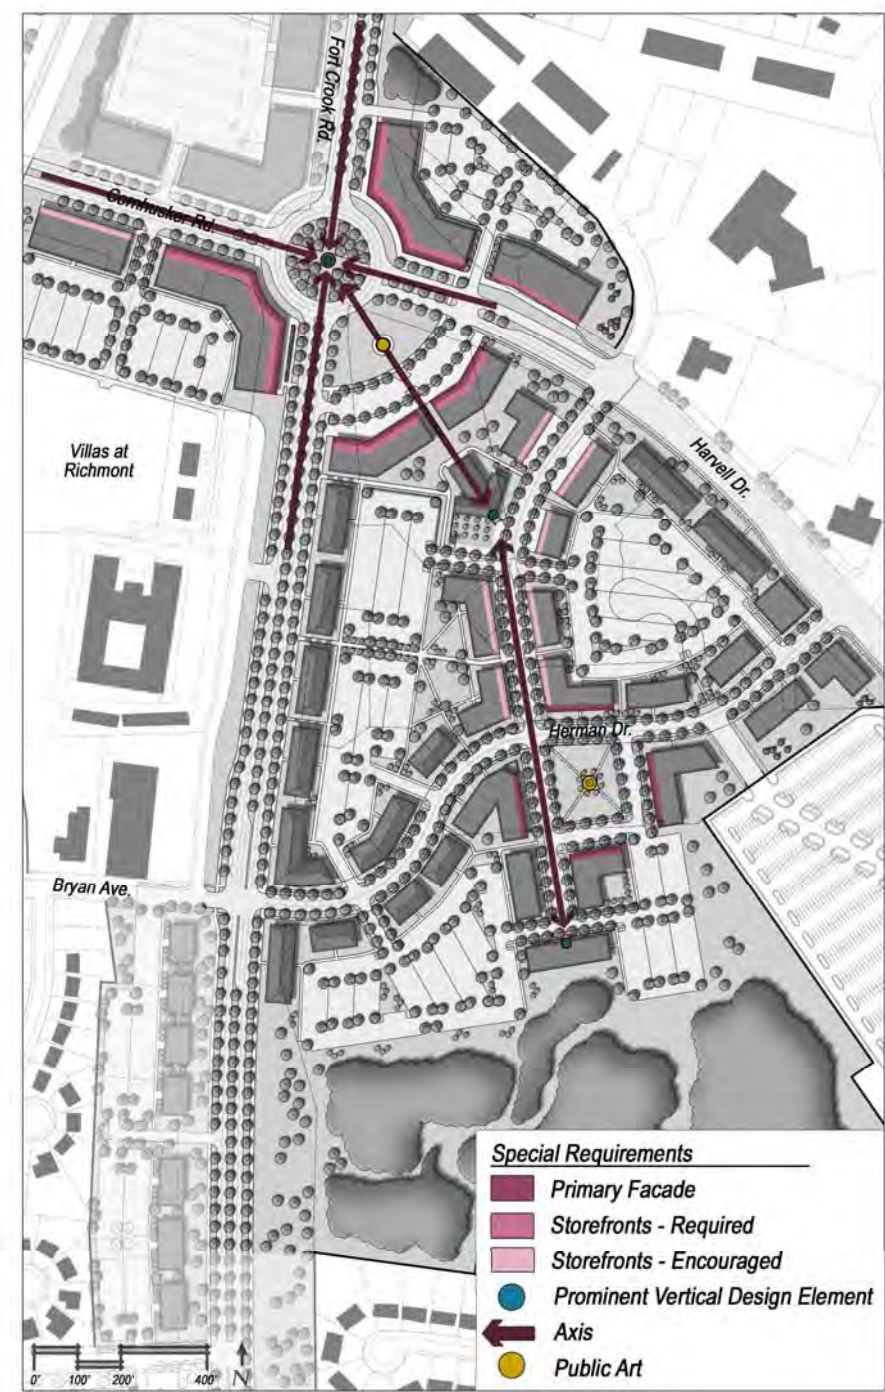 Fort Crook Rd.
Cornhusker Rd.
Villas at
Richmont
Harvell Dr.
Herman Dr.
Bryan Ave.
Special Requirements
Primary Facade
Storefronts - Required
Storefronts - Encouraged
Prominent Vertical Design Element
Axis
Public Art
0' 100' 200' 400' N